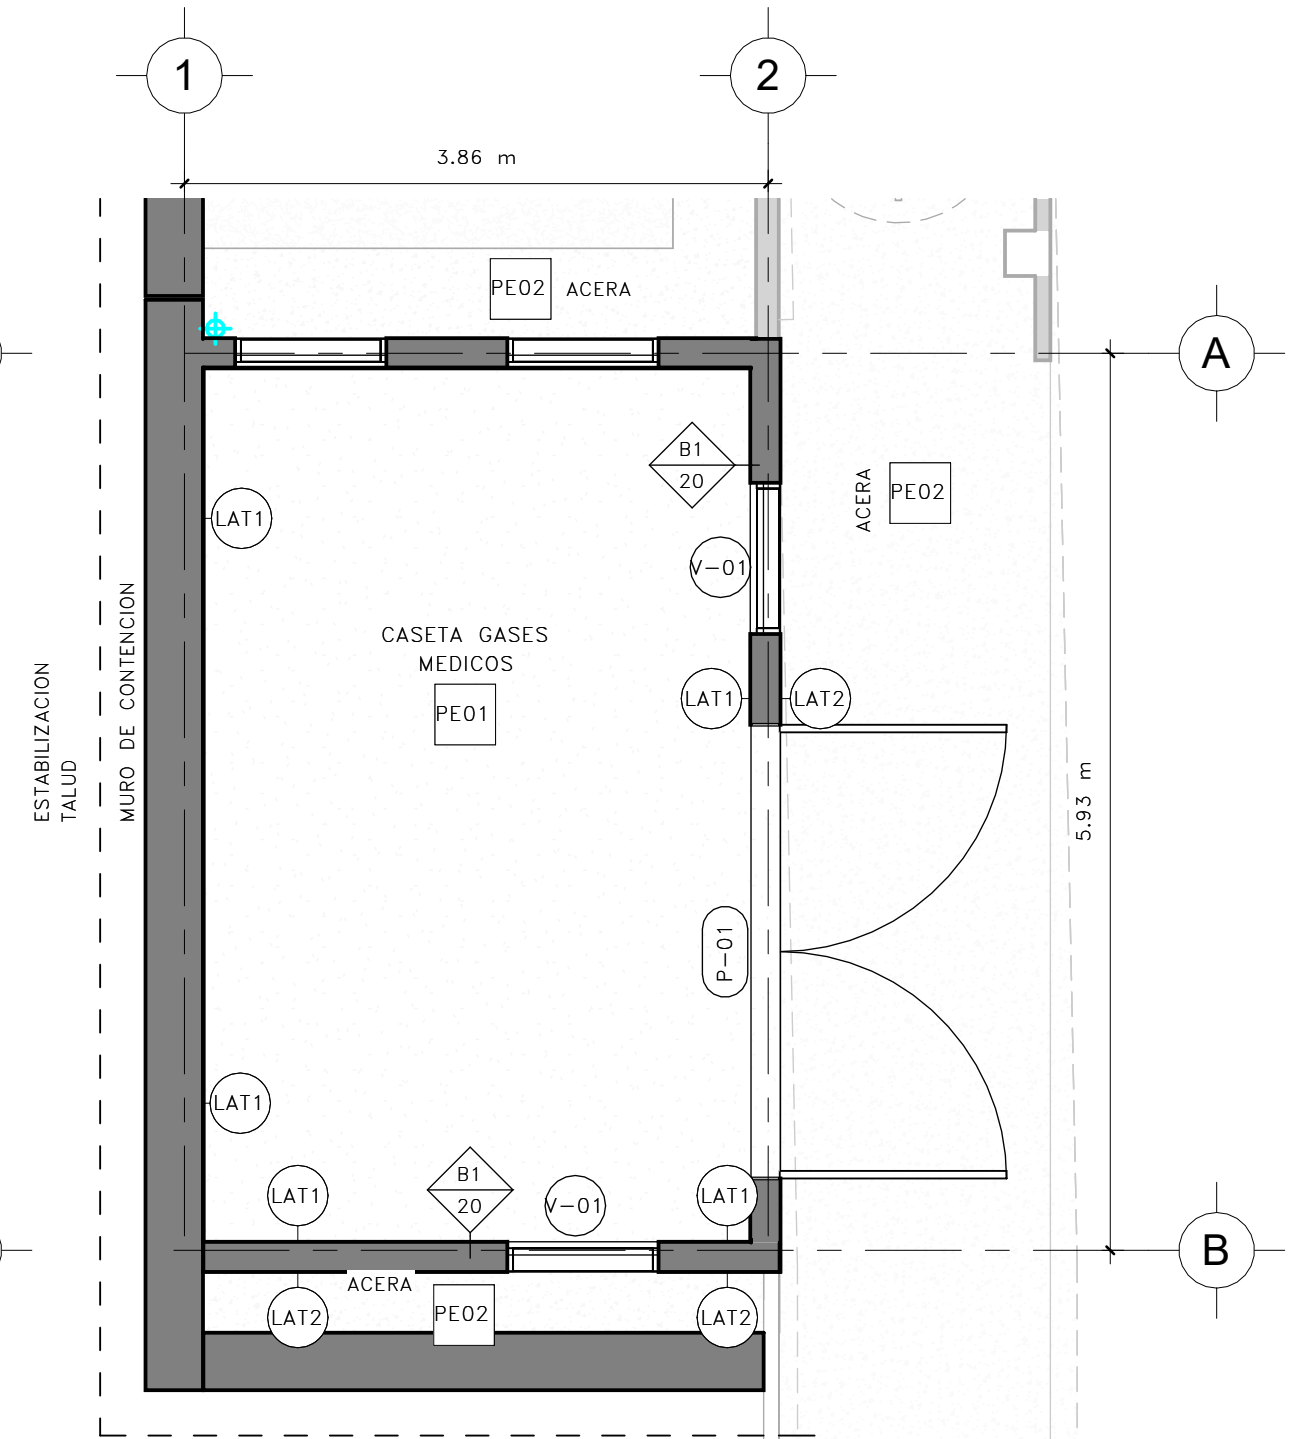 1
2
3.86 m
PE02
ACERA
A
B1
20
ACERA
PE02
LAT1
V-01
CASETA GASES
MEDICOS
PE01
ESTABILIZACION
TALUD
MURO DE CONTENCION
LAT1
LAT2
5.93 m
P-01
LAT1
LAT1
B1
20
V-01
LAT1
B
ACERA
LAT2
PE02
LAT2